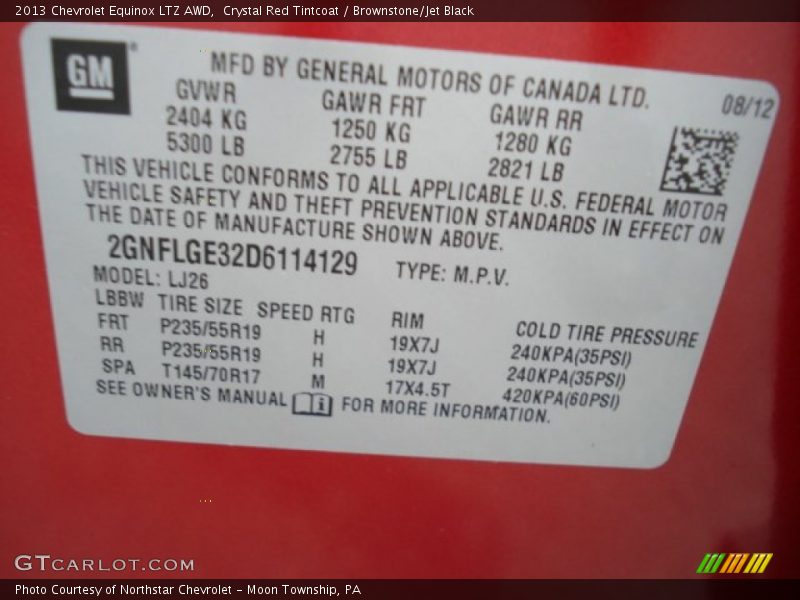 2013 Chevrolet Equinox LTZ AWD,  Crystal Red Tintcoat / Brownstone/Jet Black
GM
MFD BY GENERAL MOTORS OF CANADA LTD.
08/12
GVWR GAWR FRT GAWR RR
2404 KG 1250 KG 1280 KG
5300 LB 2755 LB 2821 LB
THIS VEHICLE CONFORMS TO ALL APPLICABLE U.S. FEDERAL MOTOR
VEHICLE SAFETY AND THEFT PREVENTION STANDARDS IN EFFECT ON
THE DATE OF MANUFACTURE SHOWN ABOVE.
2GNFLGE32D6114129 TYPE: M.P.V.
MODEL: LJ26
LBBW TIRE SIZE SPEED RTG RIM COLD TIRE PRESSURE
FRT P235/55R19 H 19X7J 240KPA(35PSI)
RR P235/55R19 H 19X7J 240KPA(35PSI)
SPA T145/70R17 M 17X4.5T 420KPA(60PSI)
SEE OWNER'S MANUAL i FOR MORE INFORMATION.
GTCARLOT.COM
Photo Courtesy of Northstar Chevrolet - Moon Township, PA